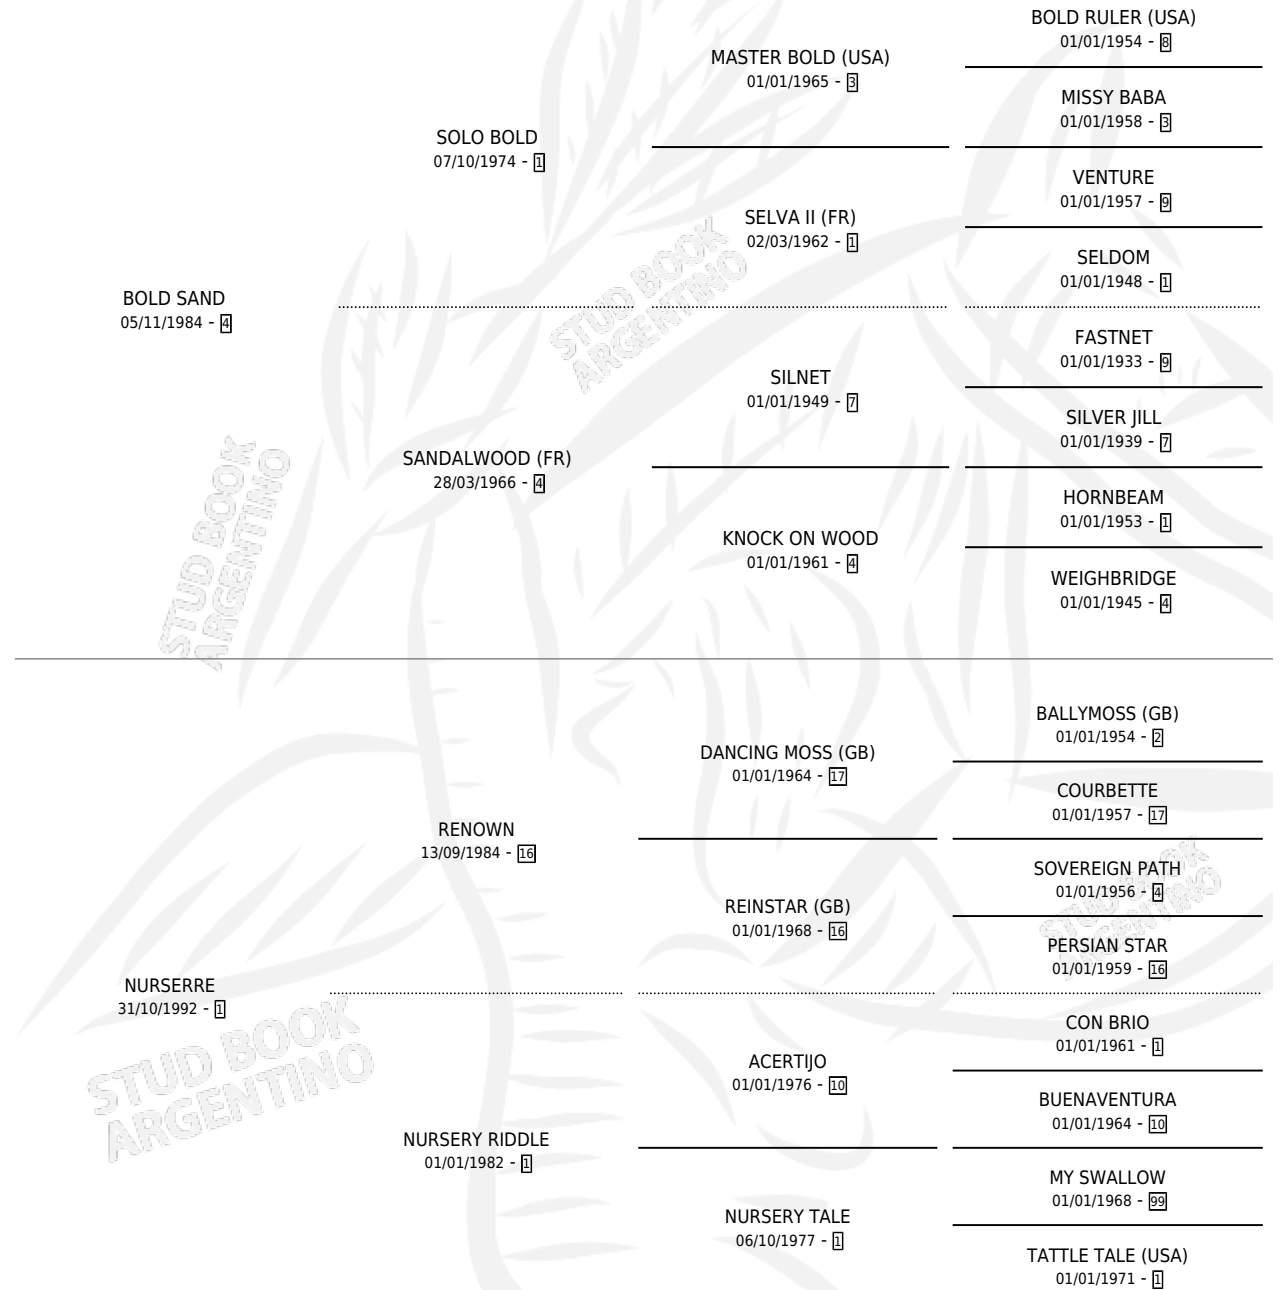 BOLD RULER (USA)
01/01/1954 - 8
MASTER BOLD (USA)
01/01/1965 - 3
MISSY BABA
01/01/1958 - 3
SOLO BOLD
07/10/1974 - 1
VENTURE
01/01/1957 - 9
SELVA II (FR)
02/03/1962 - 1
SELDOM
01/01/1948 - 1
BOLD SAND
05/11/1984 - 4
FASTNET
01/01/1933 - 9
SILNET
01/01/1949 - 7
SILVER JILL
01/01/1939 - 7
SANDALWOOD (FR)
28/03/1966 - 4
HORNBEAM
01/01/1953 - 1
KNOCK ON WOOD
01/01/1961 - 4
WEIGHBRIDGE
01/01/1945 - 4
BALLYMOSS (GB)
01/01/1954 - 2
DANCING MOSS (GB)
01/01/1964 - 17
COURBETTE
01/01/1957 - 17
RENOWN
13/09/1984 - 16
SOVEREIGN PATH
01/01/1956 - 4
REINSTAR (GB)
01/01/1968 - 16
PERSIAN STAR
01/01/1959 - 16
NURSERRE
31/10/1992 - 1
CON BRIO
01/01/1961 - 1
ACERTIJO
01/01/1976 - 10
BUENAVENTURA
01/01/1964 - 10
NURSERY RIDDLE
01/01/1982 - 1
MY SWALLOW
01/01/1968 - 99
NURSERY TALE
06/10/1977 - 1
TATTLE TALE (USA)
01/01/1971 - 1
STUD BOOK
ARGENTINO
STUD BOOK
ARGENTINO
STUD BOOK
ARGENTINO
STUD BOOK
ARGENTINO